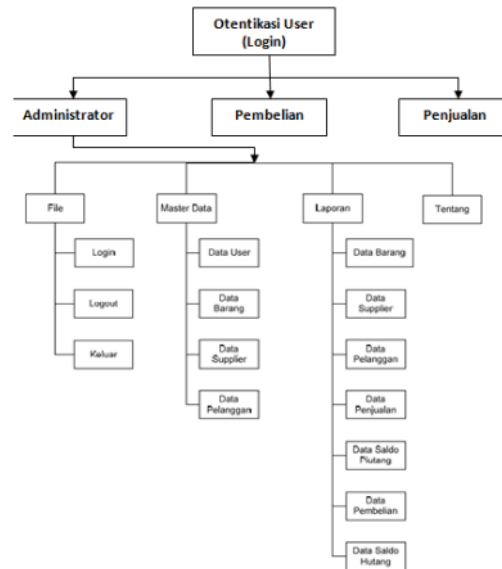 Otentikasi User
(Login)
Administrator
Pembelian
Penjualan
File
Master Data
Laporan
Tentang
Login
Logout
Keluar
Data User
Data
Barang
Data
Supplier
Data
Pelanggan
Data Barang
Data
Supplier
Data
Pelanggan
Data
Penjualan
Data Saldo
Piutang
Data
Pembelian
Data Saldo
Hutang